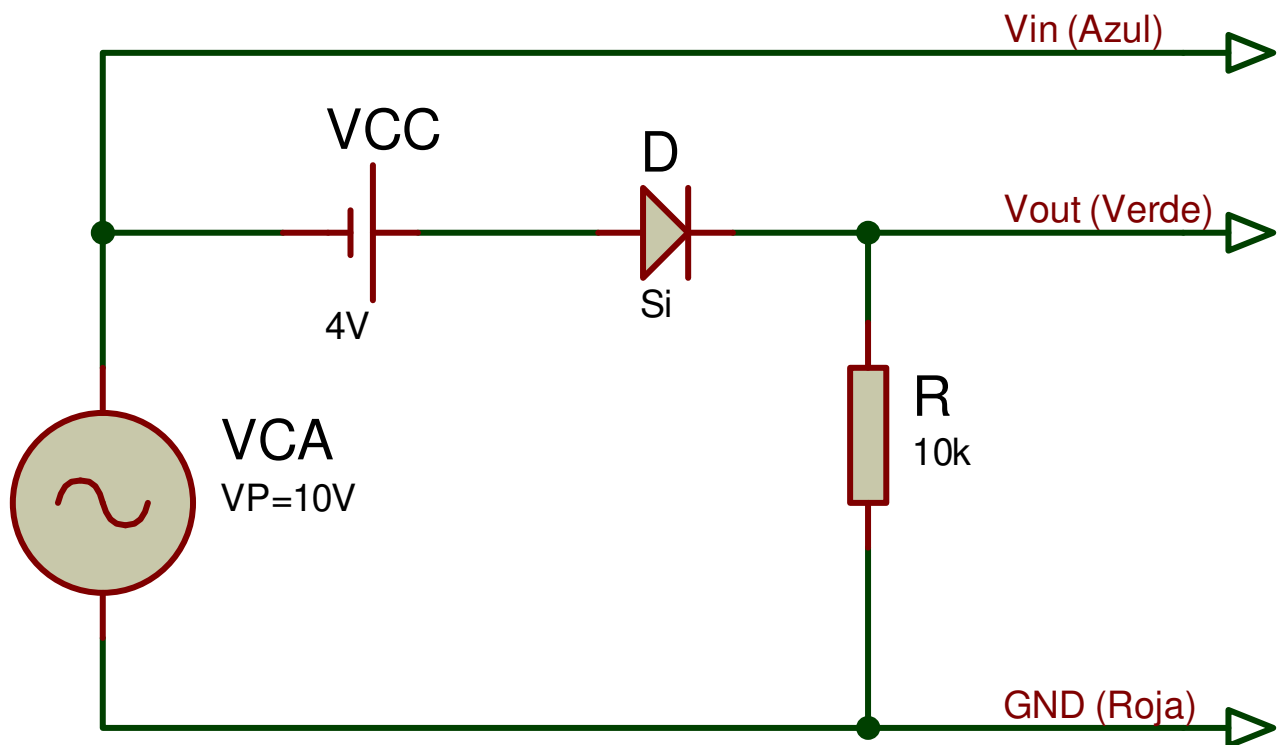 Vin (Azul)
VCC
4V
D
Si
Vout (Verde)
VCA
VP=10V
R
10k
GND (Roja)